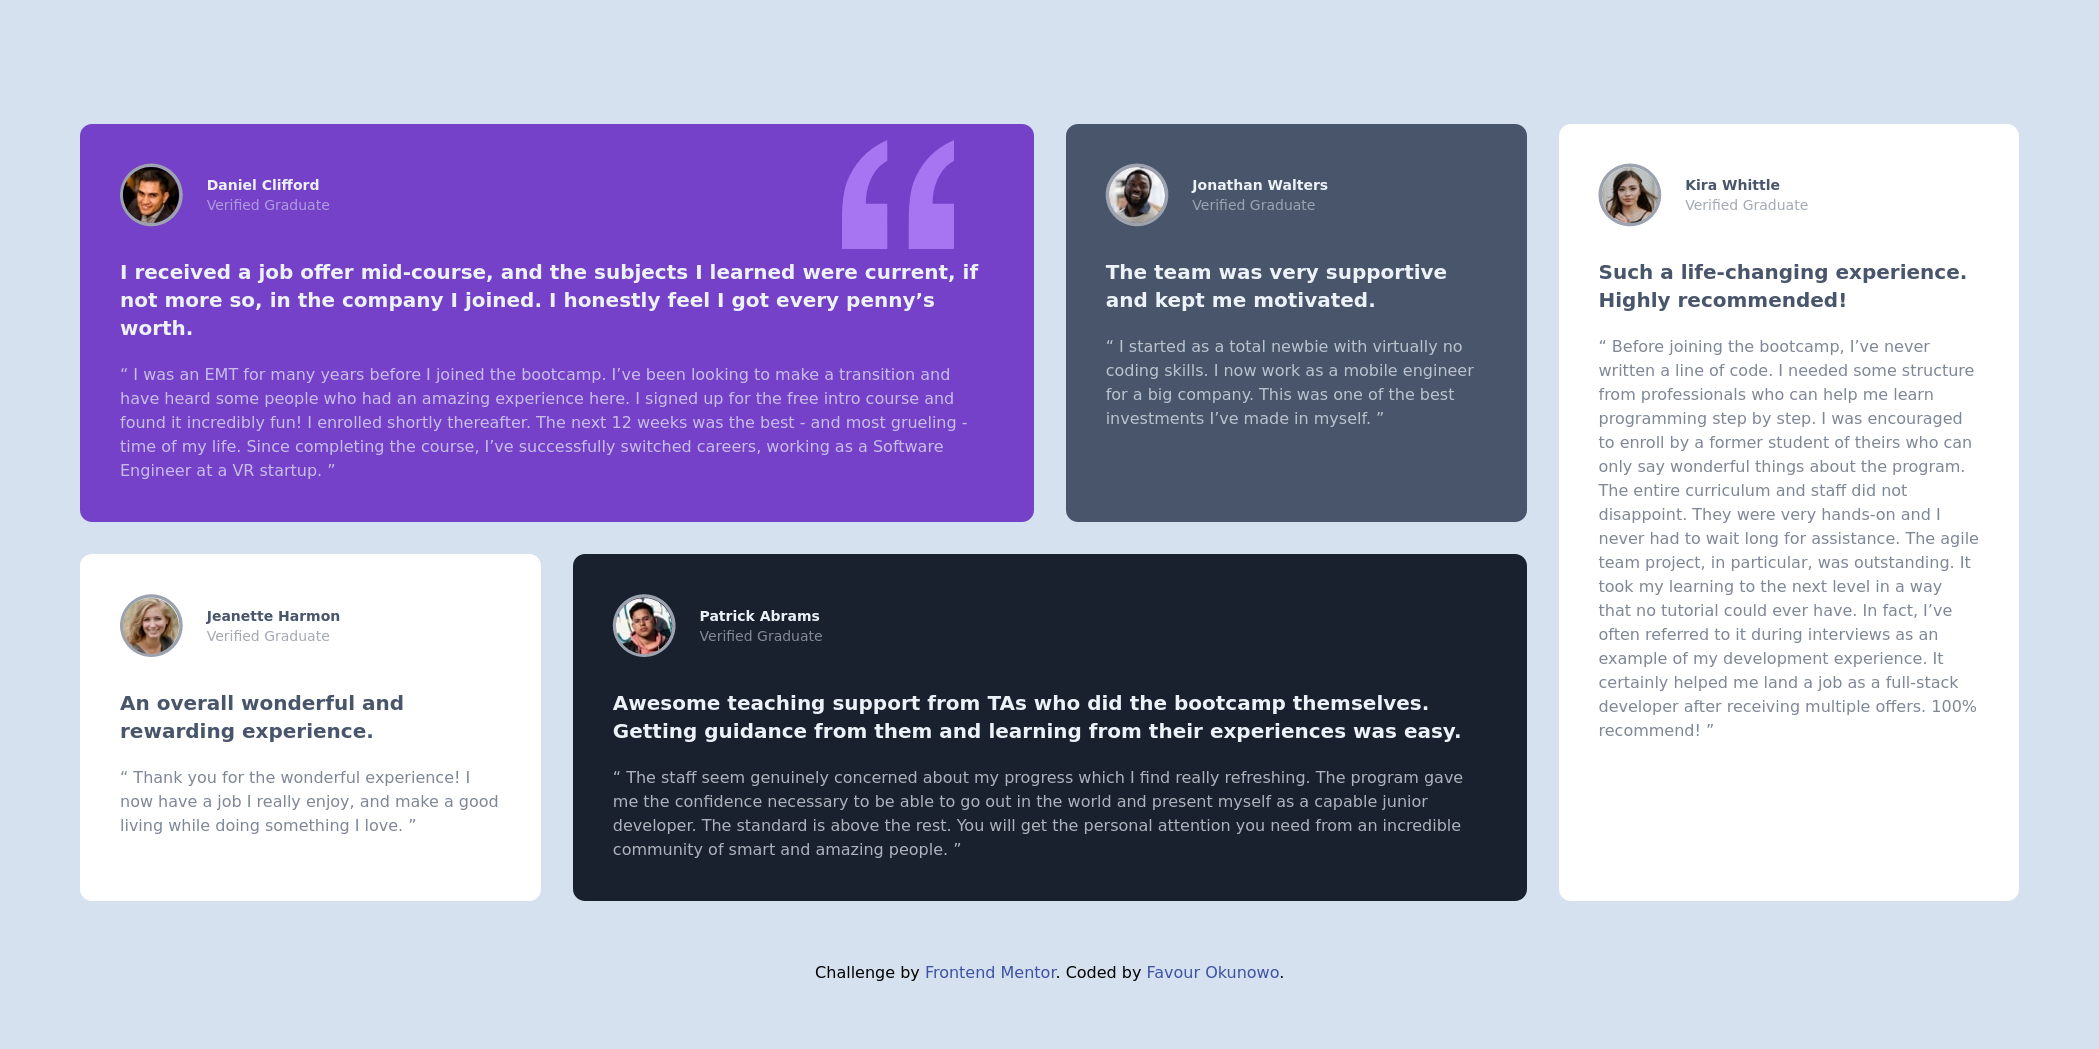 Daniel Clifford
Verified Graduate
I received a job offer mid-course, and the subjects I learned were current, if
not more so, in the company I joined. I honestly feel I got every penny’s
worth.
“ I was an EMT for many years before I joined the bootcamp. I’ve been looking to make a transition and
have heard some people who had an amazing experience here. I signed up for the free intro course and
found it incredibly fun! I enrolled shortly thereafter. The next 12 weeks was the best - and most grueling -
time of my life. Since completing the course, I’ve successfully switched careers, working as a Software
Engineer at a VR startup. ”
Jonathan Walters
Verified Graduate
The team was very supportive
and kept me motivated.
“ I started as a total newbie with virtually no
coding skills. I now work as a mobile engineer
for a big company. This was one of the best
investments I’ve made in myself. ”
Kira Whittle
Verified Graduate
Such a life-changing experience.
Highly recommended!
“ Before joining the bootcamp, I’ve never
written a line of code. I needed some structure
from professionals who can help me learn
programming step by step. I was encouraged
to enroll by a former student of theirs who can
only say wonderful things about the program.
The entire curriculum and staff did not
disappoint. They were very hands-on and I
never had to wait long for assistance. The agile
team project, in particular, was outstanding. It
took my learning to the next level in a way
that no tutorial could ever have. In fact, I’ve
often referred to it during interviews as an
example of my development experience. It
certainly helped me land a job as a full-stack
developer after receiving multiple offers. 100%
recommend! ”
Jeanette Harmon
Verified Graduate
An overall wonderful and
rewarding experience.
“ Thank you for the wonderful experience! I
now have a job I really enjoy, and make a good
living while doing something I love. ”
Patrick Abrams
Verified Graduate
Awesome teaching support from TAs who did the bootcamp themselves.
Getting guidance from them and learning from their experiences was easy.
“ The staff seem genuinely concerned about my progress which I find really refreshing. The program gave
me the confidence necessary to be able to go out in the world and present myself as a capable junior
developer. The standard is above the rest. You will get the personal attention you need from an incredible
community of smart and amazing people. ”
Challenge by Frontend Mentor. Coded by Favour Okunowo.